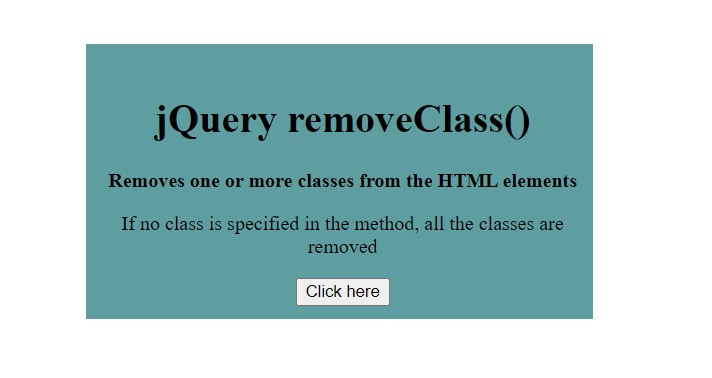 jQuery removeClass()
Removes one or more classes from the HTML elements
If no class is specified in the method, all the classes are
removed
Click here